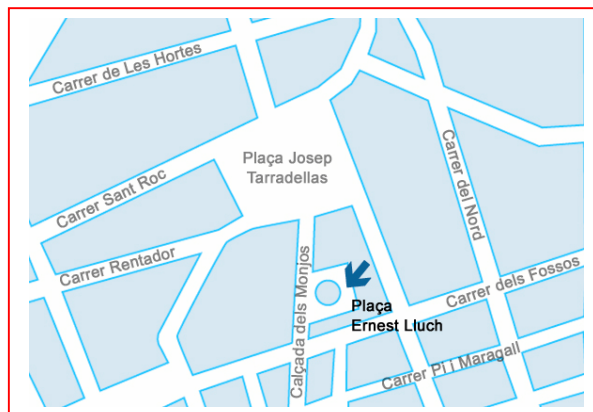 Carrer de Les Hortes
Plaça Josep
Tarradellas
Carrer Sant Roc
Carrer del Nord
Carrer Rentador
Calçada dels Monjos
Carrer dels Fossos
Plaça
Ernest Lluch
Carrer Pi i Maragall